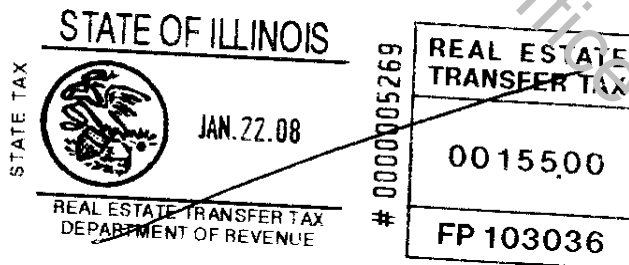 STATE OF ILLINOIS
STATE TAX
JAN.22.08
REAL ESTATE TRANSFER TAX
DEPARTMENT OF REVENUE
# 0000005269
REAL ESTATE
TRANSFER TAX
0015500
FP 103036